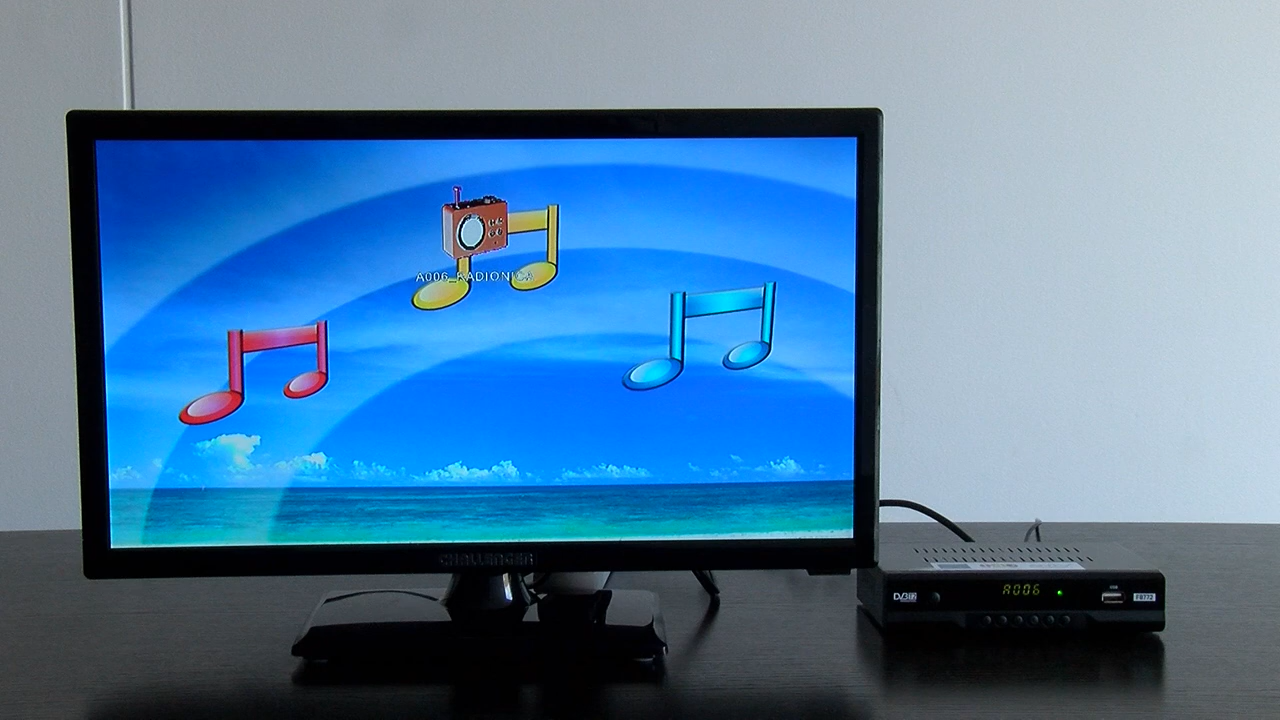 A006_RADIONICA
CHALLENGER
DVB T2
A006
USB
F8772